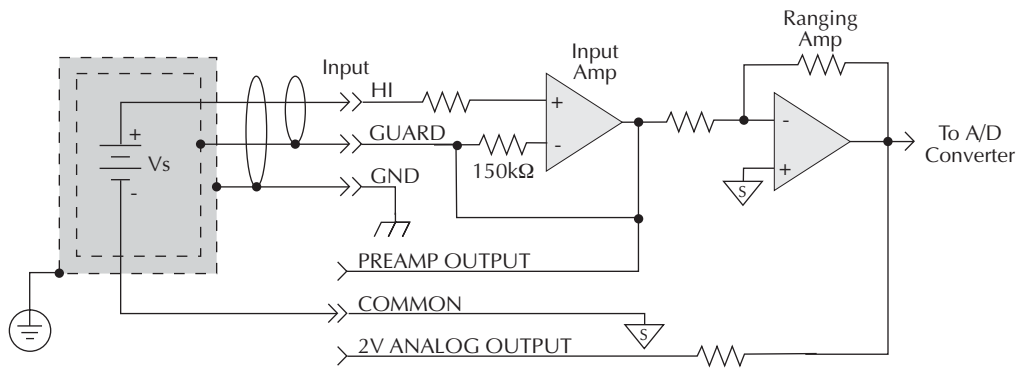 Ranging
Amp
Input
Amp
Input
HI
+
-
+
Vs
-
GUARD
150kΩ
GND
-
+
S
To A/D
Converter
PREAMP OUTPUT
COMMON
S
2V ANALOG OUTPUT